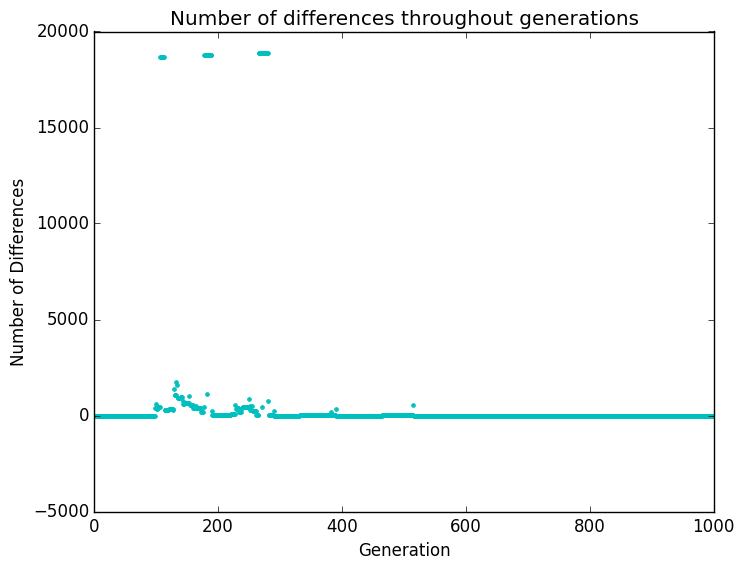 Number of differences throughout generations
20000
15000
10000
5000
0
−5000
Number of Differences
0 200 400 600 800 1000
Generation